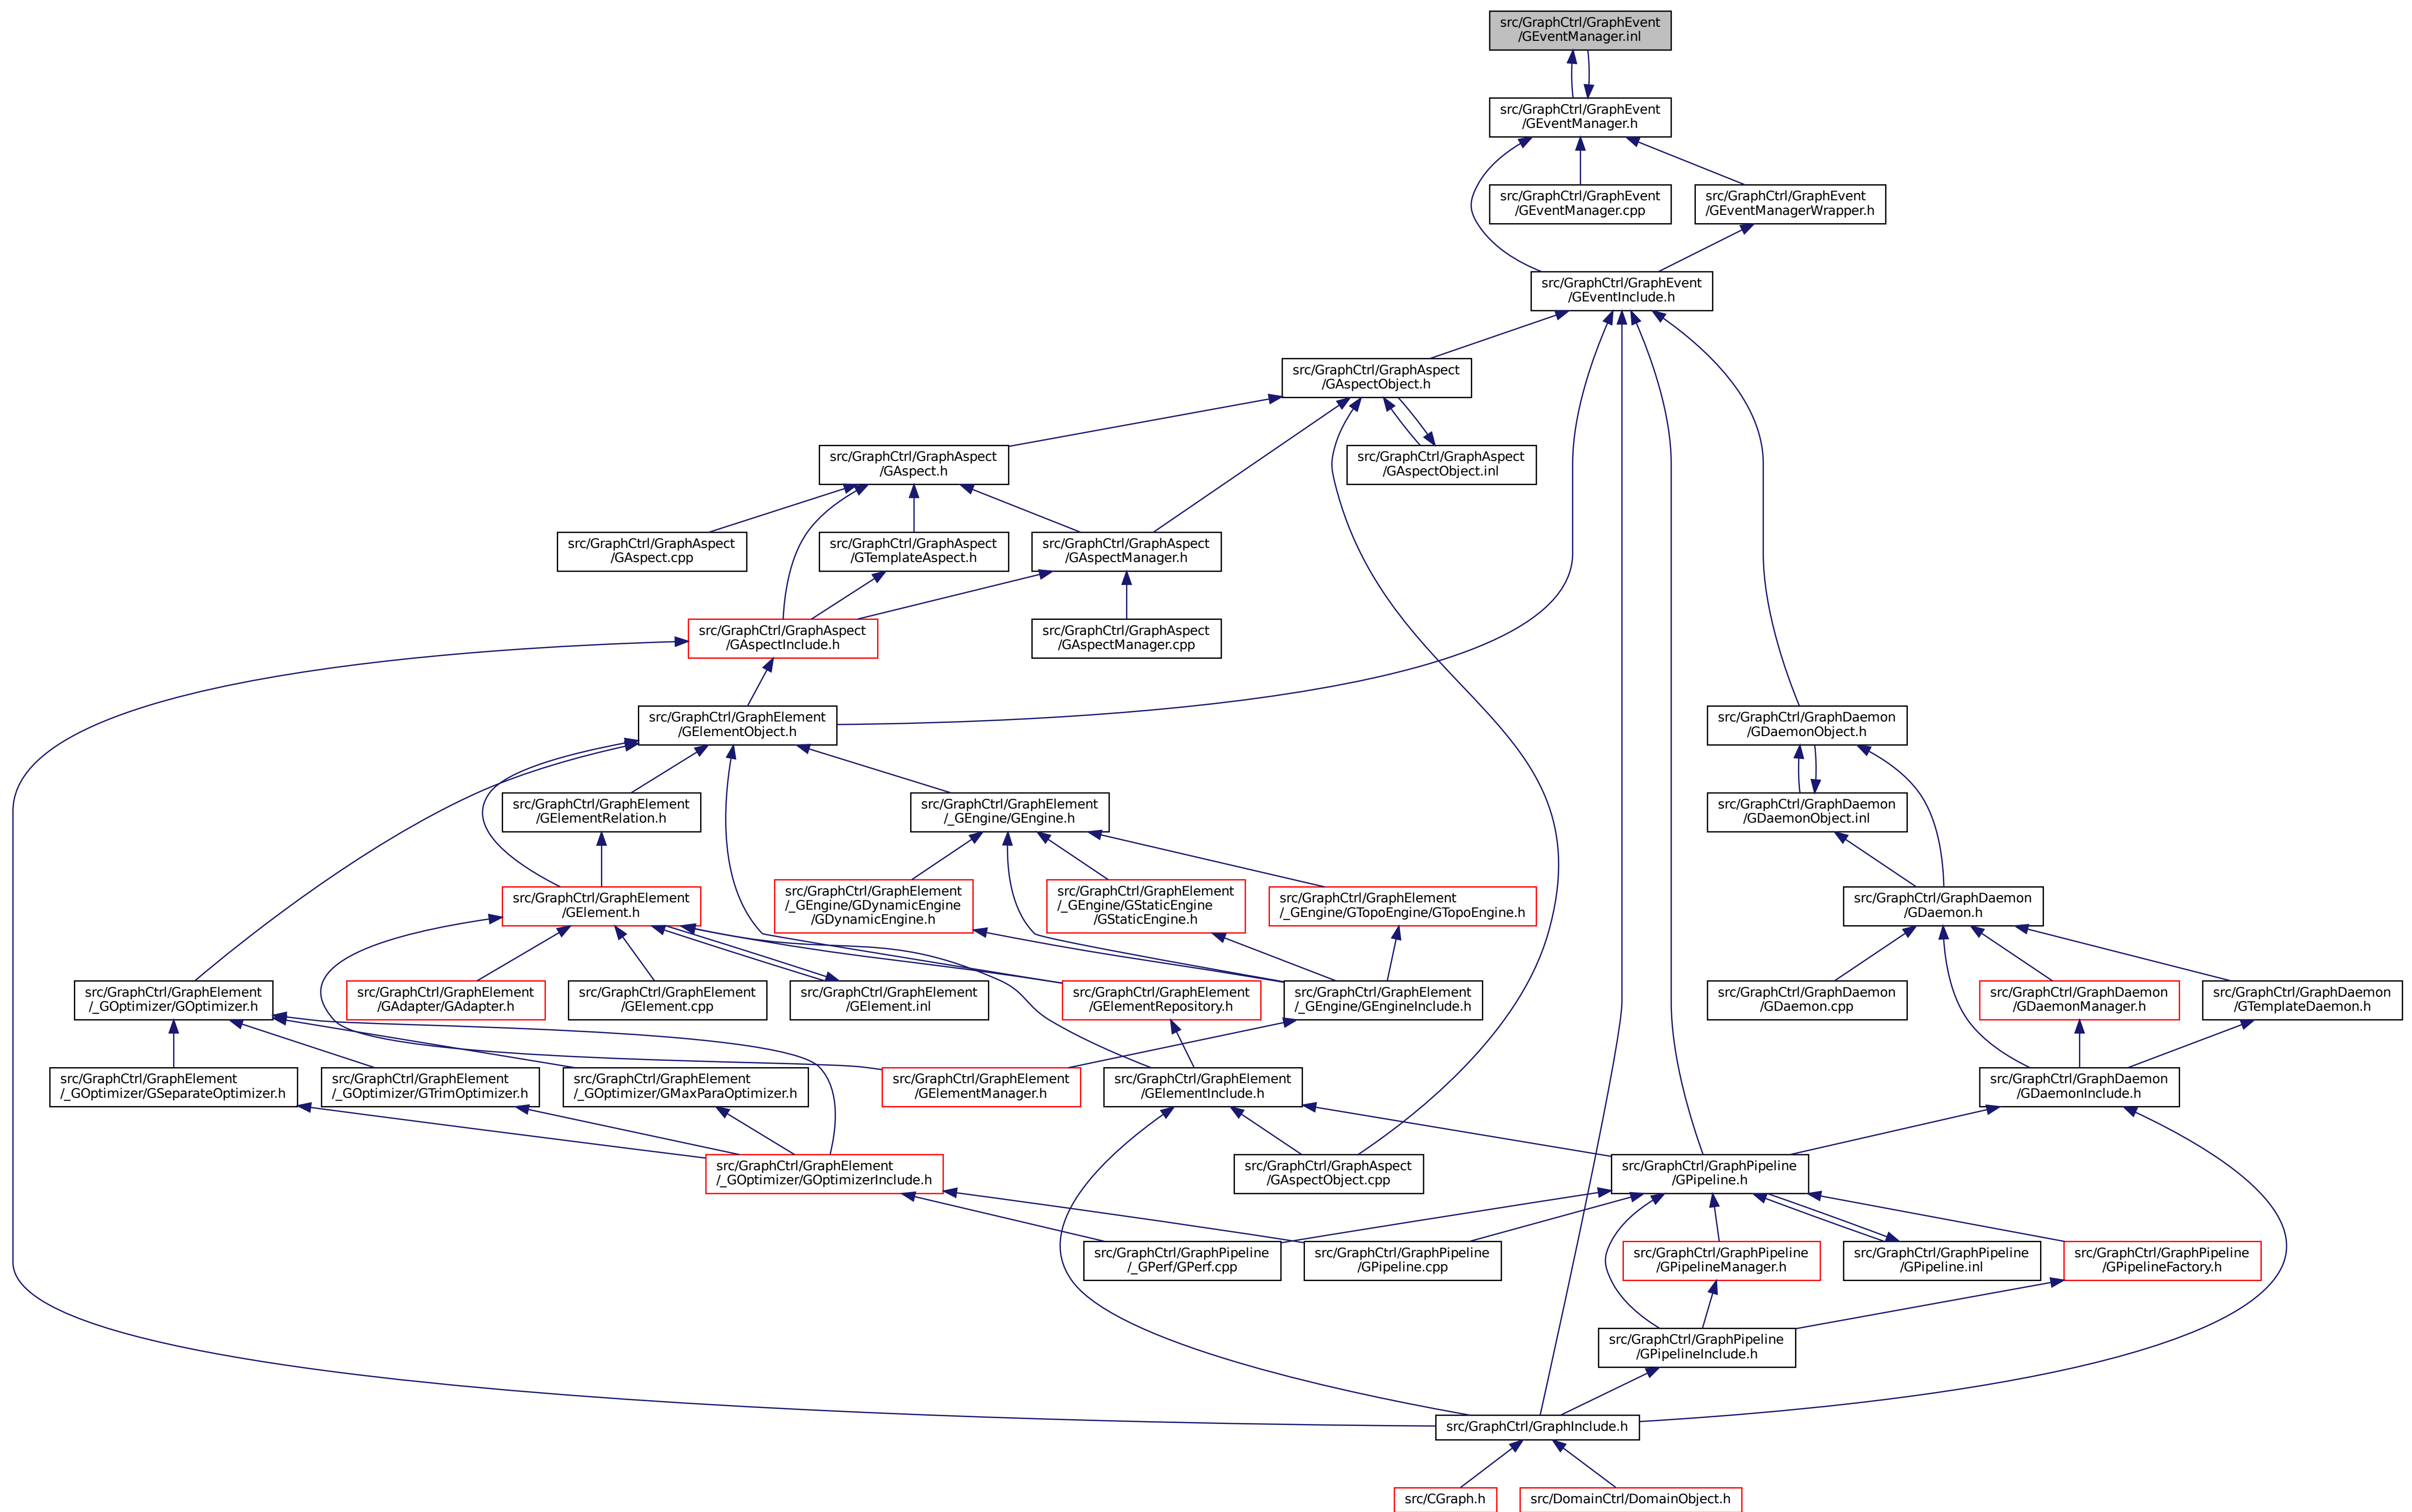 src/GraphCtrl/GraphEvent
/GEventManager.inl
src/GraphCtrl/GraphEvent
/GEventManager.h
src/GraphCtrl/GraphEvent
/GEventManager.cpp
src/GraphCtrl/GraphEvent
/GEventManagerWrapper.h
src/GraphCtrl/GraphEvent
/GEventInclude.h
src/GraphCtrl/GraphAspect
/GAspectObject.h
src/GraphCtrl/GraphAspect
/GAspect.h
src/GraphCtrl/GraphAspect
/GAspectObject.inl
src/GraphCtrl/GraphAspect
/GAspect.cpp
src/GraphCtrl/GraphAspect
/GTemplateAspect.h
src/GraphCtrl/GraphAspect
/GAspectManager.h
src/GraphCtrl/GraphAspect
/GAspectInclude.h
src/GraphCtrl/GraphAspect
/GAspectManager.cpp
src/GraphCtrl/GraphElement
/GElementObject.h
src/GraphCtrl/GraphDaemon
/GDaemonObject.h
src/GraphCtrl/GraphElement
/GElementRelation.h
src/GraphCtrl/GraphElement
/_GEngine/GEngine.h
src/GraphCtrl/GraphDaemon
/GDaemonObject.inl
src/GraphCtrl/GraphElement
/GElement.h
src/GraphCtrl/GraphElement
/_GEngine/GDynamicEngine
/GDynamicEngine.h
src/GraphCtrl/GraphElement
/_GEngine/GStaticEngine
/GStaticEngine.h
src/GraphCtrl/GraphElement
/_GEngine/GTopoEngine/GTopoEngine.h
src/GraphCtrl/GraphDaemon
/GDaemon.h
src/GraphCtrl/GraphElement
/_GOptimizer/GOptimizer.h
src/GraphCtrl/GraphElement
/GAdapter/GAdapter.h
src/GraphCtrl/GraphElement
/GElement.cpp
src/GraphCtrl/GraphElement
/GElement.inl
src/GraphCtrl/GraphElement
/GElementRepository.h
src/GraphCtrl/GraphElement
/_GEngine/GEngineInclude.h
src/GraphCtrl/GraphDaemon
/GDaemon.cpp
src/GraphCtrl/GraphDaemon
/GDaemonManager.h
src/GraphCtrl/GraphDaemon
/GTemplateDaemon.h
src/GraphCtrl/GraphElement
/_GOptimizer/GSeparateOptimizer.h
src/GraphCtrl/GraphElement
/_GOptimizer/GTrimOptimizer.h
src/GraphCtrl/GraphElement
/_GOptimizer/GMaxParaOptimizer.h
src/GraphCtrl/GraphElement
/GElementManager.h
src/GraphCtrl/GraphElement
/GElementInclude.h
src/GraphCtrl/GraphDaemon
/GDaemonInclude.h
src/GraphCtrl/GraphElement
/_GOptimizer/GOptimizerInclude.h
src/GraphCtrl/GraphAspect
/GAspectObject.cpp
src/GraphCtrl/GraphPipeline
/GPipeline.h
src/GraphCtrl/GraphPipeline
/_GPerf/GPerf.cpp
src/GraphCtrl/GraphPipeline
/GPipeline.cpp
src/GraphCtrl/GraphPipeline
/GPipelineManager.h
src/GraphCtrl/GraphPipeline
/GPipeline.inl
src/GraphCtrl/GraphPipeline
/GPipelineFactory.h
src/GraphCtrl/GraphPipeline
/GPipelineInclude.h
src/GraphCtrl/GraphInclude.h
src/CGraph.h
src/DomainCtrl/DomainObject.h